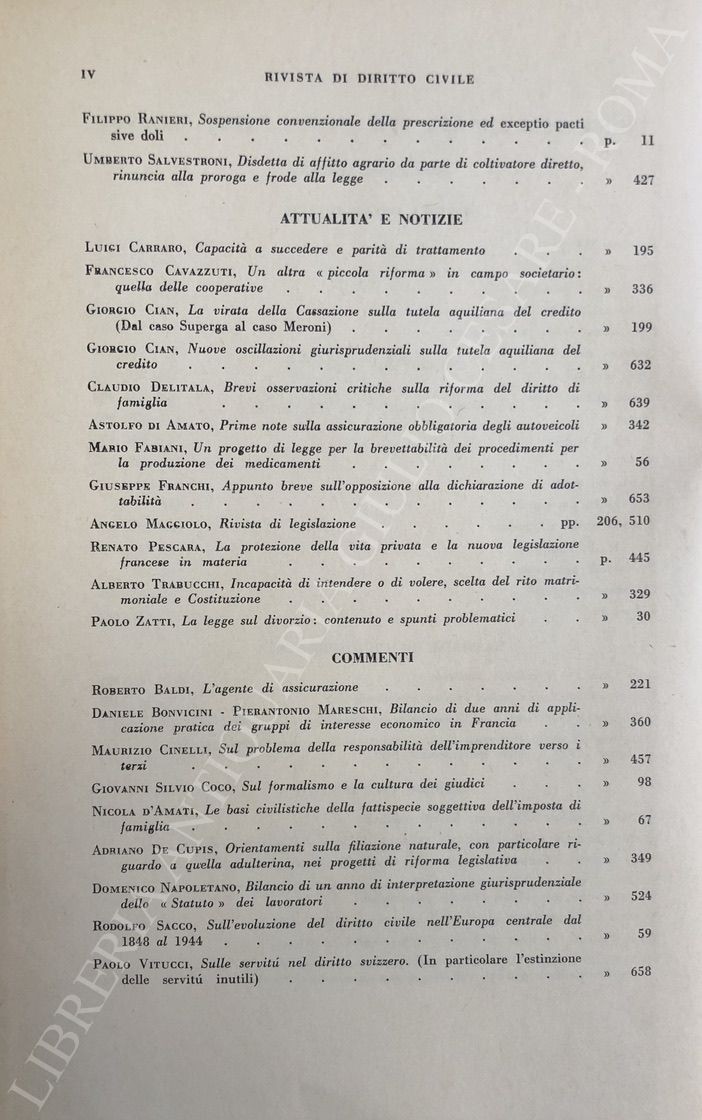 IV
RIVISTA DI DIRITTO CIVILE
FILIPPO RANIERI, Sospensione convenzionale della prescrizione ed exceptio pacti
sive doli . . . . . . . . . . . . . p. 11
UMBERTO SALVESTRONI, Disdetta di affitto agrario da parte di coltivatore diretto,
rinuncia alla proroga e frode alla legge . . . . . . . » 427
ATTUALITA' E NOTIZIE
LUIGI CARRARO, Capacità a succedere e parità di trattamento . . . » 195
FRANCESCO CAVAZZUTI, Un altra « piccola riforma » in campo societario:
quella delle cooperative . . . . . . . . . . » 336
GIORGIO CIAN, La virata della Cassazione sulla tutela aquiliana del credito
(Dal caso Superga al caso Meroni) . . . . . . . . » 199
GIORGIO CIAN, Nuove oscillazioni giurisprudenziali sulla tutela aquiliana del
credito . . . . . . . . . . . . . » 632
CLAUDIO DELITALA, Brevi osservazioni critiche sulla riforma del diritto di
famiglia . . . . . . . . . . . . » 639
ASTOLFO DI AMATO, Prime note sulla assicurazione obbligatoria degli autoveicoli » 342
MARIO FABIANI, Un progetto di legge per la brevettabilità dei procedimenti per
la produzione dei medicamenti . . . . . . . . » 56
GIUSEPPE FRANCHI, Appunto breve sull'opposizione alla dichiarazione di adot-
tabilità . . . . . . . . . . . . . » 653
ANGELO MAGGIOLO, Rivista di legislazione . . . . . . pp. 206, 510
RENATO PESCARA, La protezione della vita privata e la nuova legislazione
francese in materia . . . . . . . . . . p. 445
ALBERTO TRABUCCHI, Incapacità di intendere o di volere, scelta del rito matri-
moniale e Costituzione . . . . . . . . . . » 329
PAOLO ZATTI, La legge sul divorzio: contenuto e spunti problematici . . » 30
COMMENTI
ROBERTO BALDI, L'agente di assicurazione . . . . . . . » 221
DANIELE BONVICINI - PIERANTONIO MARESCHI, Bilancio di due anni di appli-
cazione pratica dei gruppi di interesse economico in Francia . . » 360
MAURIZIO CINELLI, Sul problema della responsabilità dell'imprenditore verso i
terzi . . . . . . . . . . . . . » 457
GIOVANNI SILVIO COCO, Sul formalismo e la cultura dei giudici . . . » 98
NICOLA D'AMATI, Le basi civilistiche della fattispecie soggettiva dell'imposta di
famiglia . . . . . . . . . . . . . » 67
ADRIANO DE CUPIS, Orientamenti sulla filiazione naturale, con particolare ri-
guardo a quella adulterina, nei progetti di riforma legislativa . . » 349
DOMENICO NAPOLETANO, Bilancio di un anno di interpretazione giurisprudenziale
dello « Statuto » dei lavoratori . . . . . . . . » 524
RODOLFO SACCO, Sull'evoluzione del diritto civile nell'Europa centrale dal
1848 al 1944 . . . . . . . . . . . . » 59
PAOLO VITUCCI, Sulle servitú nel diritto svizzero. (In particolare l'estinzione
delle servitú inutili) . . . . . . . . . . » 658
LIBRERIA ANTIQUARIA GIULIO CESARE - ROMA